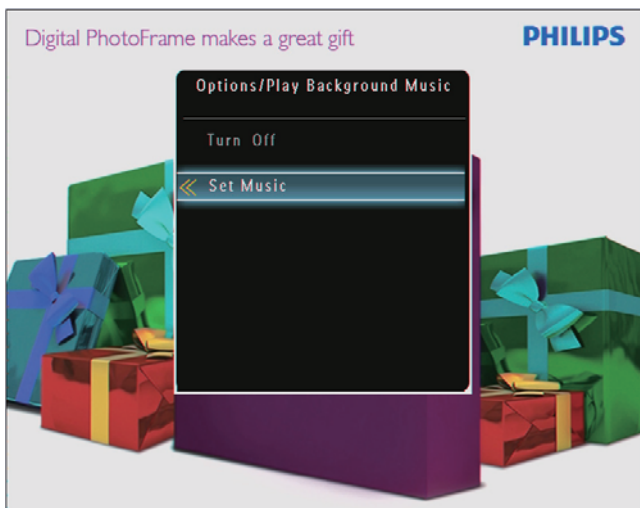 Digital PhotoFrame makes a great gift
PHILIPS
Options/Play Background Music
Turn Off
Set Music